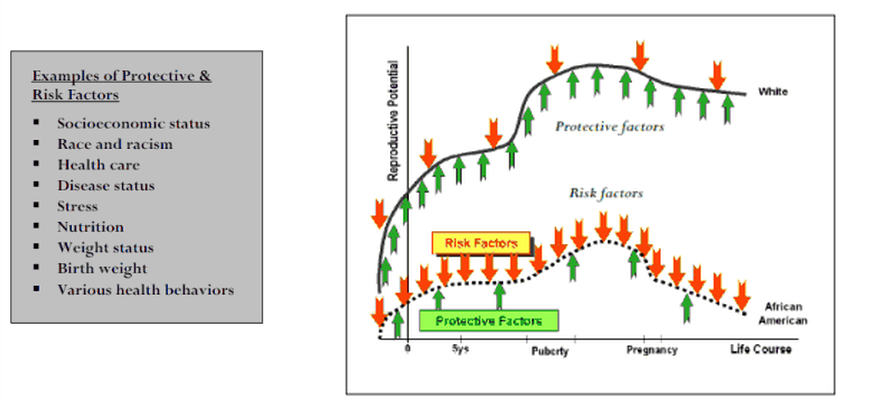 Examples of Protective &
Risk Factors
Socioeconomic status
Race and racism
Health care
Disease status
Stress
Nutrition
Weight status
Birth weight
Various health behaviors
Reproductive Potential
White
Protective factors
Risk factors
Risk Factors
Protective Factors
African
American
0
5ys
Puberty
Pregnancy
Life Course